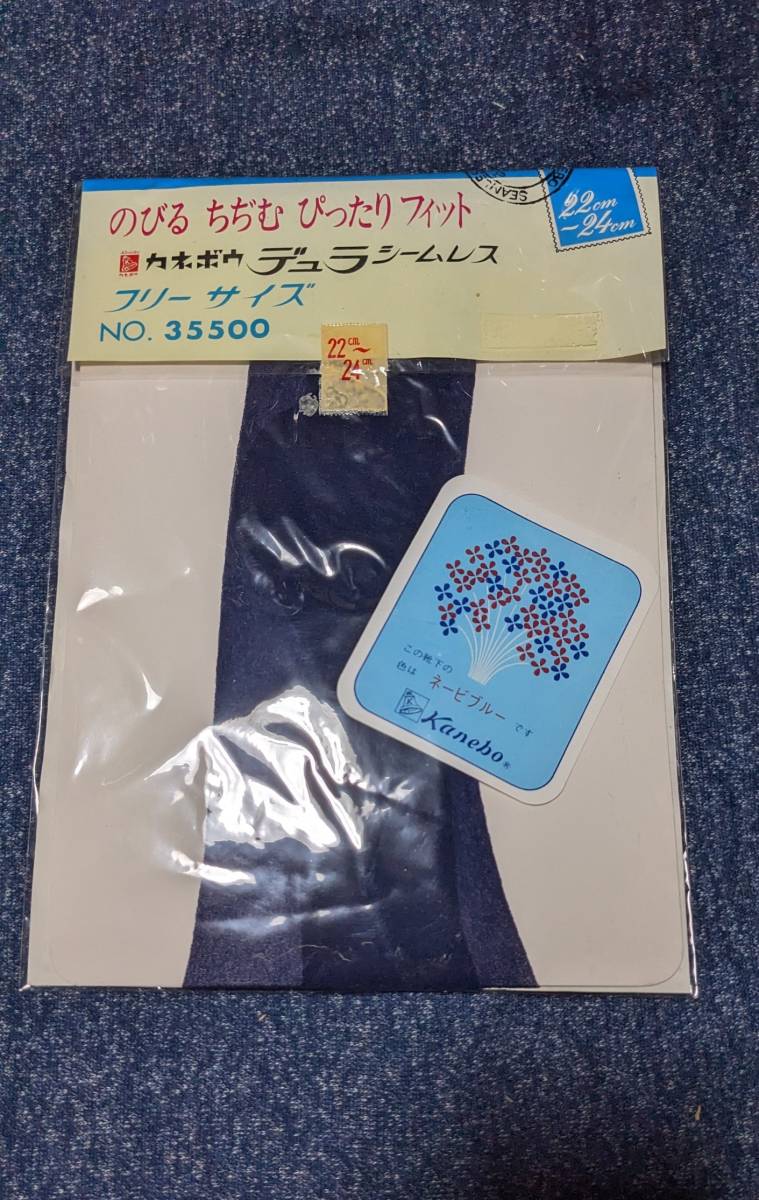 SEAML
22cm
~24cm
のびる ちぢむ ぴったり フィット
カネボウ デュラ シームレス
フリー サイズ
NO. 35500
22cm~
24cm
この靴下の
色は ネービブルー です
Kanebo®